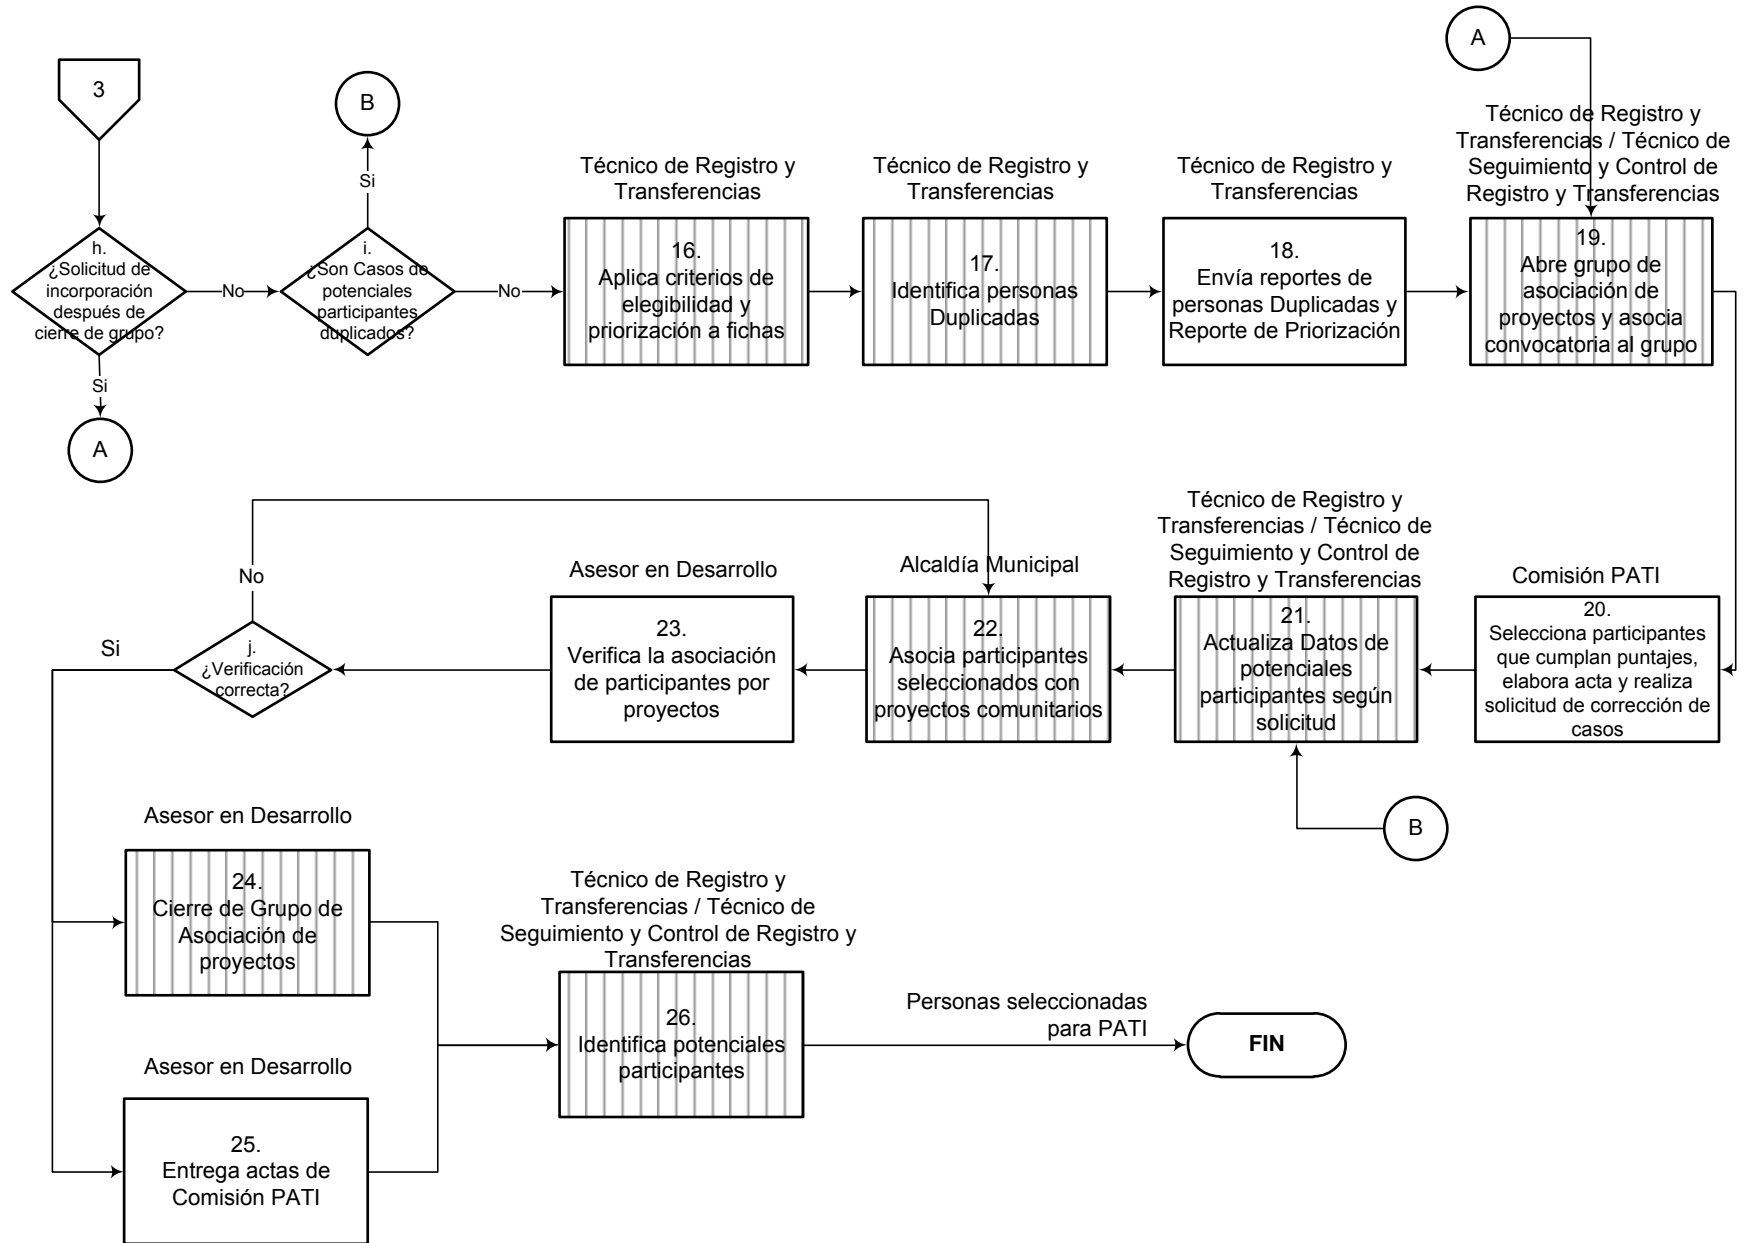 A
3
B
Técnico de Registro y
Transferencias
Técnico de Registro y
Transferencias
Técnico de Registro y
Transferencias
Técnico de Registro y
Transferencias / Técnico de
Seguimiento y Control de
Registro y Transferencias
h.
¿Solicitud de
incorporación
después de
cierre de grupo?
No
Si
A
i.
¿Son Casos de
potenciales
participantes
duplicados?
Si
No
16.
Aplica criterios de
elegibilidad y
priorización a fichas
17.
Identifica personas
Duplicadas
18.
Envía reportes de
personas Duplicadas y
Reporte de Priorización
19.
Abre grupo de
asociación de
proyectos y asocia
convocatoria al grupo
Comisión PATI
20.
Selecciona participantes
que cumplan puntajes,
elabora acta y realiza
solicitud de corrección de
casos
Técnico de Registro y
Transferencias / Técnico de
Seguimiento y Control de
Registro y Transferencias
21.
Actualiza Datos de
potenciales
participantes según
solicitud
B
Alcaldía Municipal
22.
Asocia participantes
seleccionados con
proyectos comunitarios
Asesor en Desarrollo
23.
Verifica la asociación
de participantes por
proyectos
No
Si
j.
¿Verificación
correcta?
Asesor en Desarrollo
24.
Cierre de Grupo de
Asociación de
proyectos
Asesor en Desarrollo
25.
Entrega actas de
Comisión PATI
Técnico de Registro y
Transferencias / Técnico de
Seguimiento y Control de Registro y
Transferencias
26.
Identifica potenciales
participantes
Personas seleccionadas
para PATI
FIN